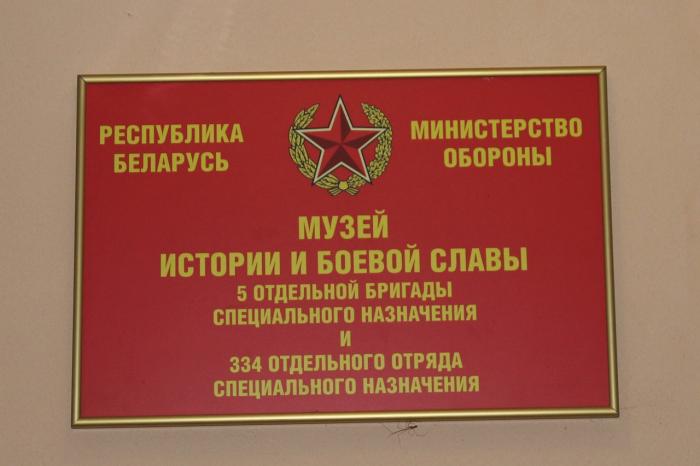 РЕСПУБЛИКА
БЕЛАРУСЬ
МИНИСТЕРСТВО
ОБОРОНЫ
МУЗЕЙ
ИСТОРИИ И БОЕВОЙ СЛАВЫ
5 ОТДЕЛЬНОЙ БРИГАДЫ
СПЕЦИАЛЬНОГО НАЗНАЧЕНИЯ
И
334 ОТДЕЛЬНОГО ОТРЯДА
СПЕЦИАЛЬНОГО НАЗНАЧЕНИЯ